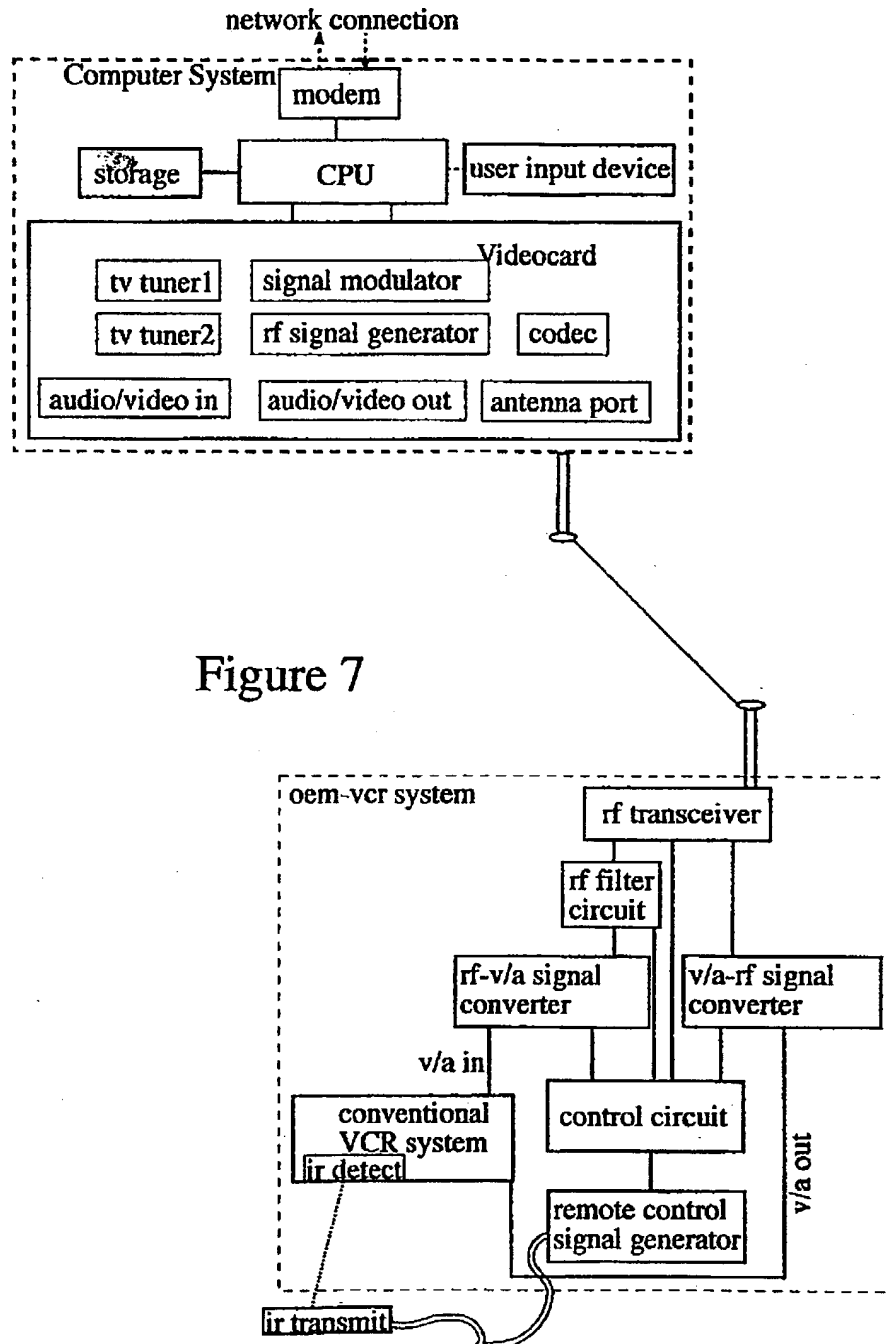 network connection
Computer System
modem
storage
CPU
user input device
Videocard
tv tuner1
signal modulator
tv tuner2
rf signal generator
codec
audio/video in
audio/video out
antenna port
Figure 7
oem-vcr system
rf transceiver
rf filter
circuit
rf-v/a signal
converter
v/a-rf signal
converter
v/a in
conventional
VCR system
ir detect
control circuit
v/a out
remote control
signal generator
ir transmit